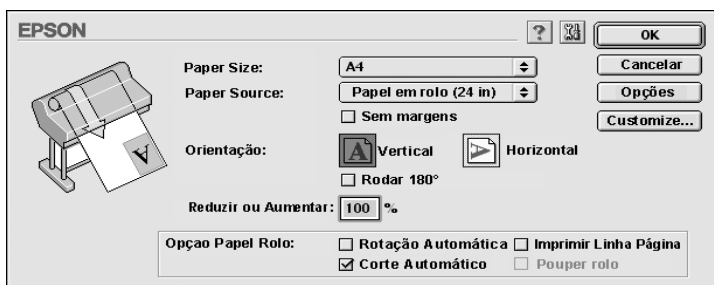 EPSON
? OK
Paper Size: A4 Cancelar
Paper Source: Papel em rolo (24 in) Opções
Sem margens Customize...
Orientação: A Vertical A Horizontal
Rodar 180°
Reduzir ou Aumentar: 100 %
Opçao Papel Rolo: Rotação Automática Imprimir Linha Página
Corte Automático Pouper rolo